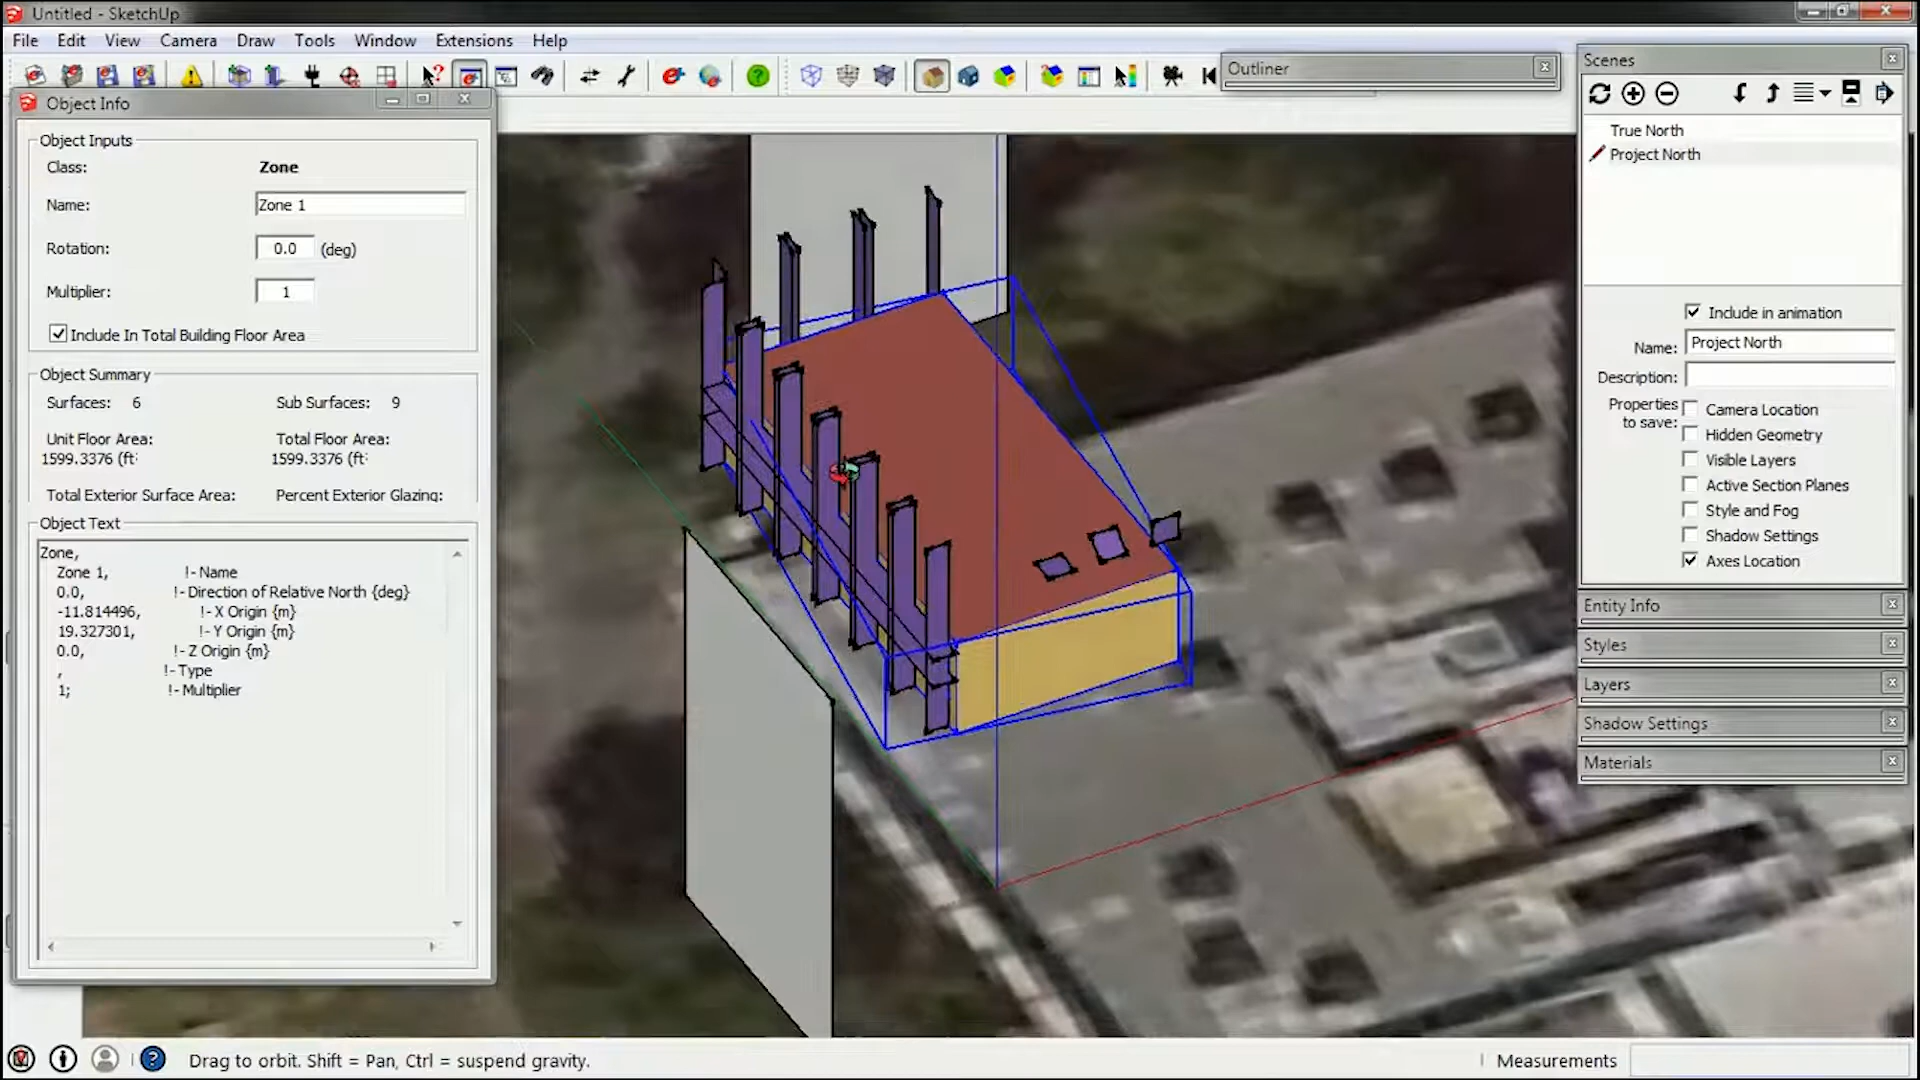 Untitled - SketchUp
File Edit View Camera Draw Tools Window Extensions Help
Outliner
Object Info
Object Inputs
Class: Zone
Name: Zone 1
Rotation: 0.0 (deg)
Multiplier: 1
Include In Total Building Floor Area
Object Summary
Surfaces: 6 Sub Surfaces: 9
Unit Floor Area: Total Floor Area:
1599.3376 (ft 1599.3376 (ft
Total Exterior Surface Area: Percent Exterior Glazing:
Object Text
Zone,
Zone 1, !- Name
0.0, !- Direction of Relative North {deg}
-11.814496, !- X Origin {m}
19.327301, !- Y Origin {m}
0.0, !- Z Origin {m}
, !- Type
1; !- Multiplier
Scenes
True North
Project North
Include in animation
Name: Project North
Description:
Properties to save:
Camera Location
Hidden Geometry
Visible Layers
Active Section Planes
Style and Fog
Shadow Settings
Axes Location
Entity Info
Styles
Layers
Shadow Settings
Materials
Drag to orbit. Shift = Pan, Ctrl = suspend gravity.
Measurements